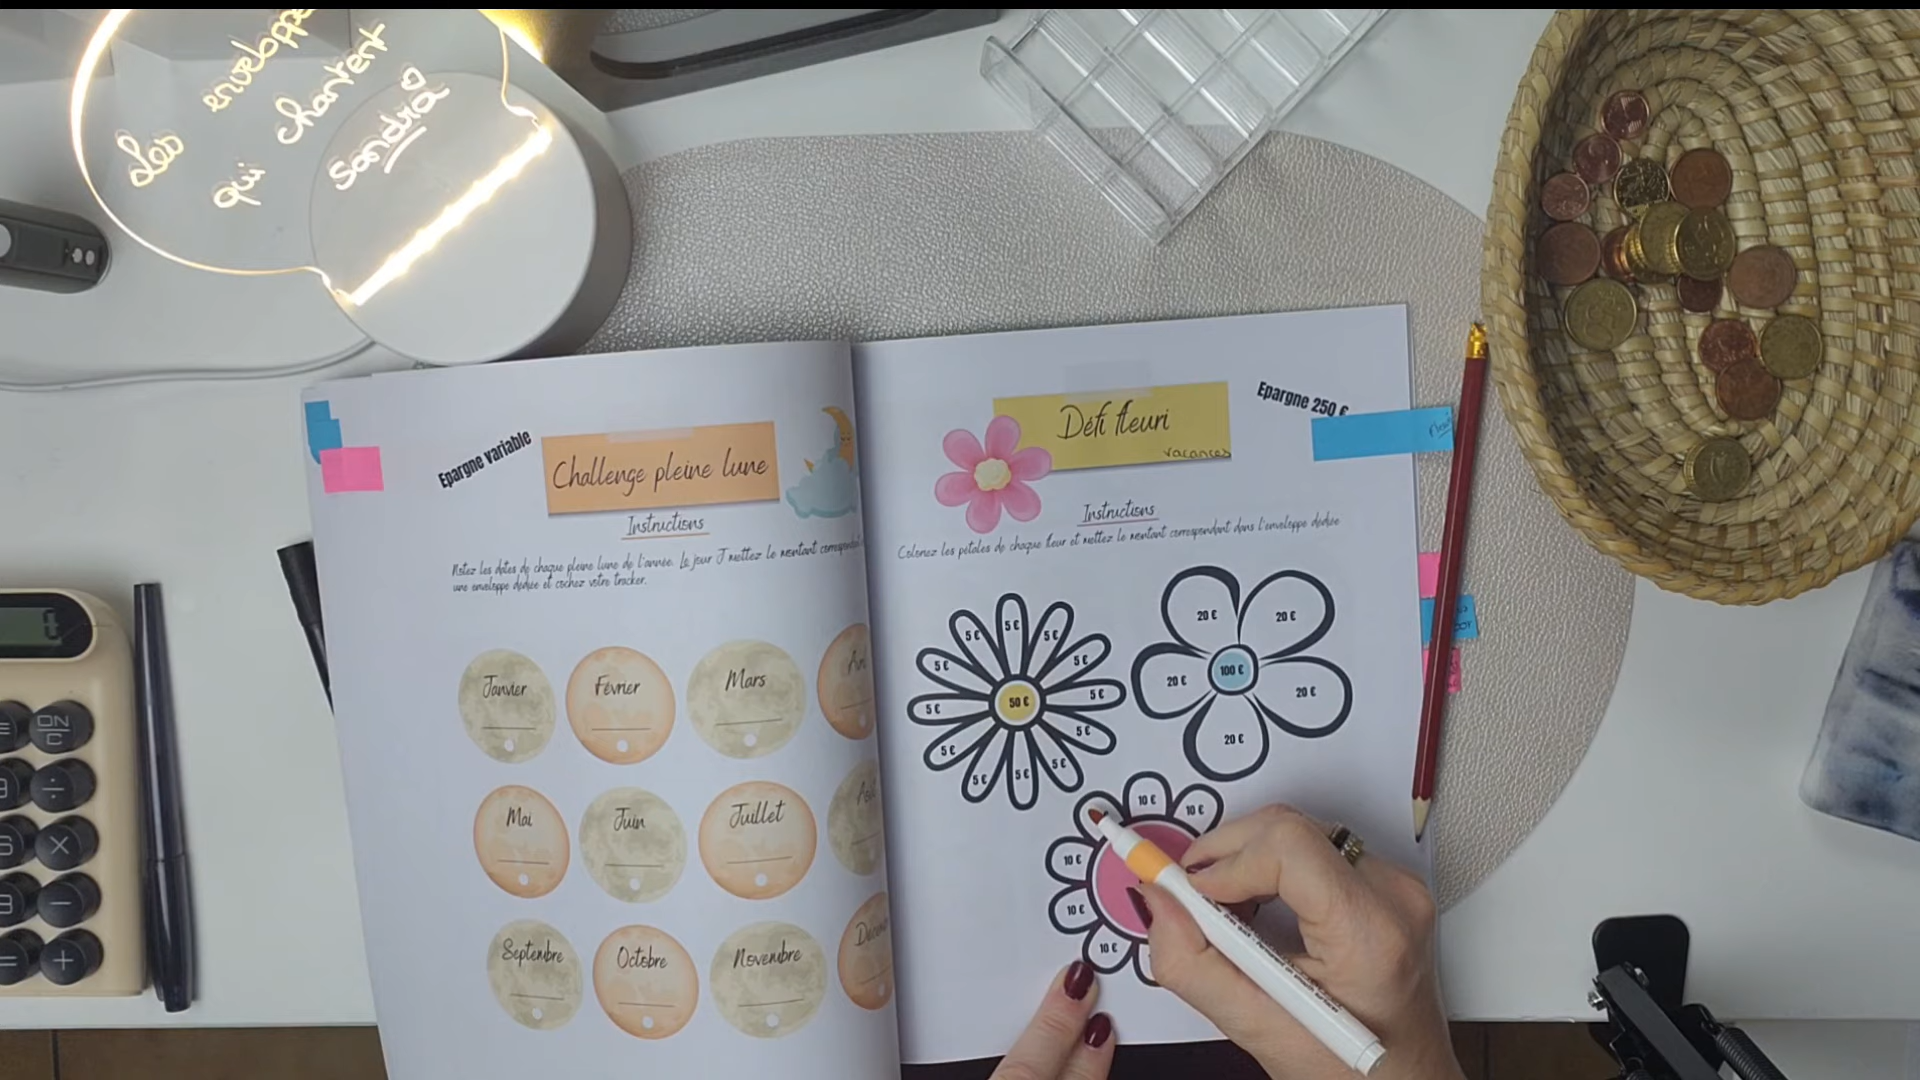 Les enveloppes
qui chantent
Sandra
Epargne variable
Challenge pleine lune
Instructions
Notez les dates de chaque pleine lune de l'année. Le jour J mettez le montant
une enveloppe dédiée et cochez votre tracker.
Janvier
Février
Mars
Mai
Juin
Juillet
Septembre
Octobre
Novembre
Défi fleuri
vacances
Epargne 250 €
Instructions
Coloriez les pétales de chaque fleur et mettez le montant correspondant dans l'enveloppe dédiée
5 €
5 €
5 €
5 €
5 €
5 €
5 €
5 €
5 €
5 €
5 €
5 €
50 €
20 €
20 €
20 €
20 €
20 €
100 €
10 €
10 €
10 €
10 €
10 €
ON
C
÷
×
−
=
+